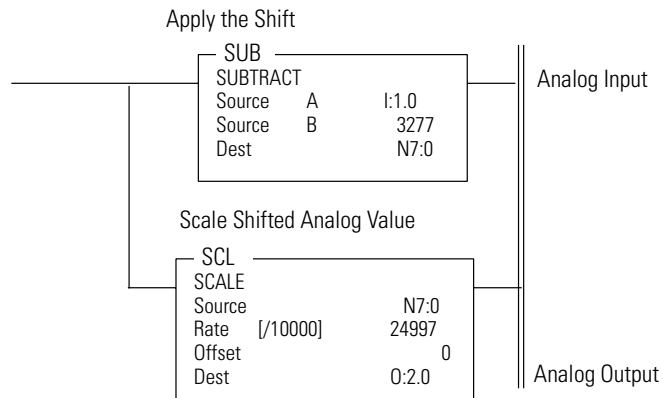 Apply the Shift
SUB
SUBTRACT
Source A I:1.0
Source B 3277
Dest N7:0
Analog Input
Scale Shifted Analog Value
SCL
SCALE
Source N7:0
Rate [/10000] 24997
Offset 0
Dest O:2.0
Analog Output